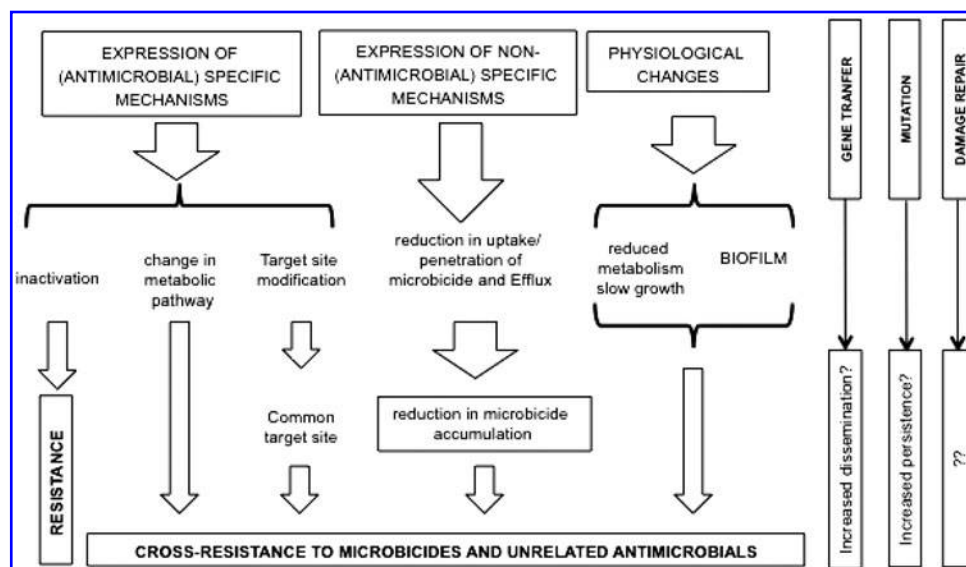 EXPRESSION OF
(ANTIMICROBIAL) SPECIFIC
MECHANISMS
EXPRESSION OF NON-
(ANTIMICROBIAL) SPECIFIC
MECHANISMS
PHYSIOLOGICAL
CHANGES
GENE TRANFER
MUTATION
DAMAGE REPAIR
inactivation
change in
metabolic
pathway
Target site
modification
reduction in uptake/
penetration of
microbicide and Efflux
reduced
metabolism
slow growth
BIOFILM
RESISTANCE
Common
target site
reduction in microbicide
accumulation
Increased dissemination?
Increased persistence?
??
CROSS-RESISTANCE TO MICROBICIDES AND UNRELATED ANTIMICROBIALS